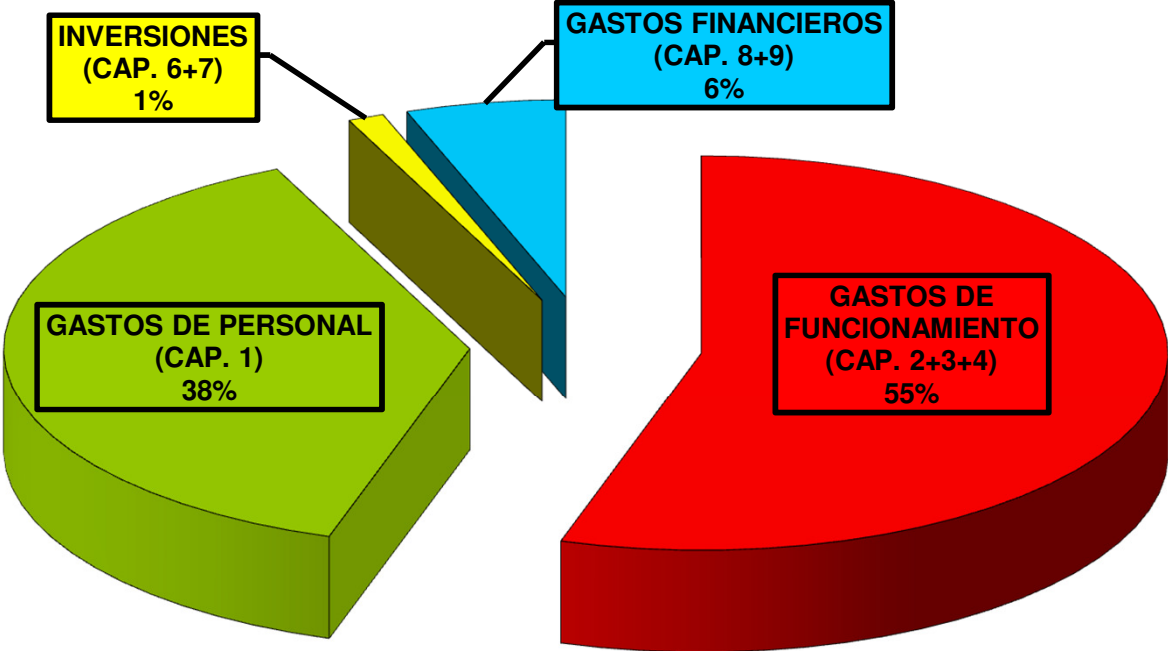 INVERSIONES
(CAP. 6+7)
1%
GASTOS FINANCIEROS
(CAP. 8+9)
6%
GASTOS DE PERSONAL
(CAP. 1)
38%
GASTOS DE
FUNCIONAMIENTO
(CAP. 2+3+4)
55%